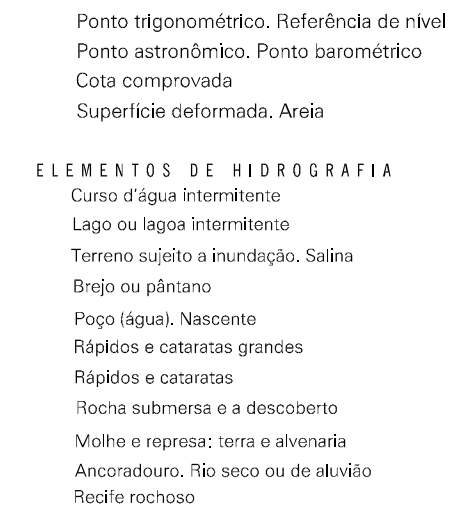 Ponto trigonométrico. Referência de nível
Ponto astronômico. Ponto barométrico
Cota comprovada
Superfície deformada. Areia
ELEMENTOS DE HIDROGRAFIA
Curso d'água intermitente
Lago ou lagoa intermitente
Terreno sujeito a inundação. Salina
Brejo ou pântano
Poço (água). Nascente
Rápidos e cataratas grandes
Rápidos e cataratas
Rocha submersa e a descoberto
Molhe e represa: terra e alvenaria
Ancoradouro. Rio seco ou de aluvião
Recife rochoso